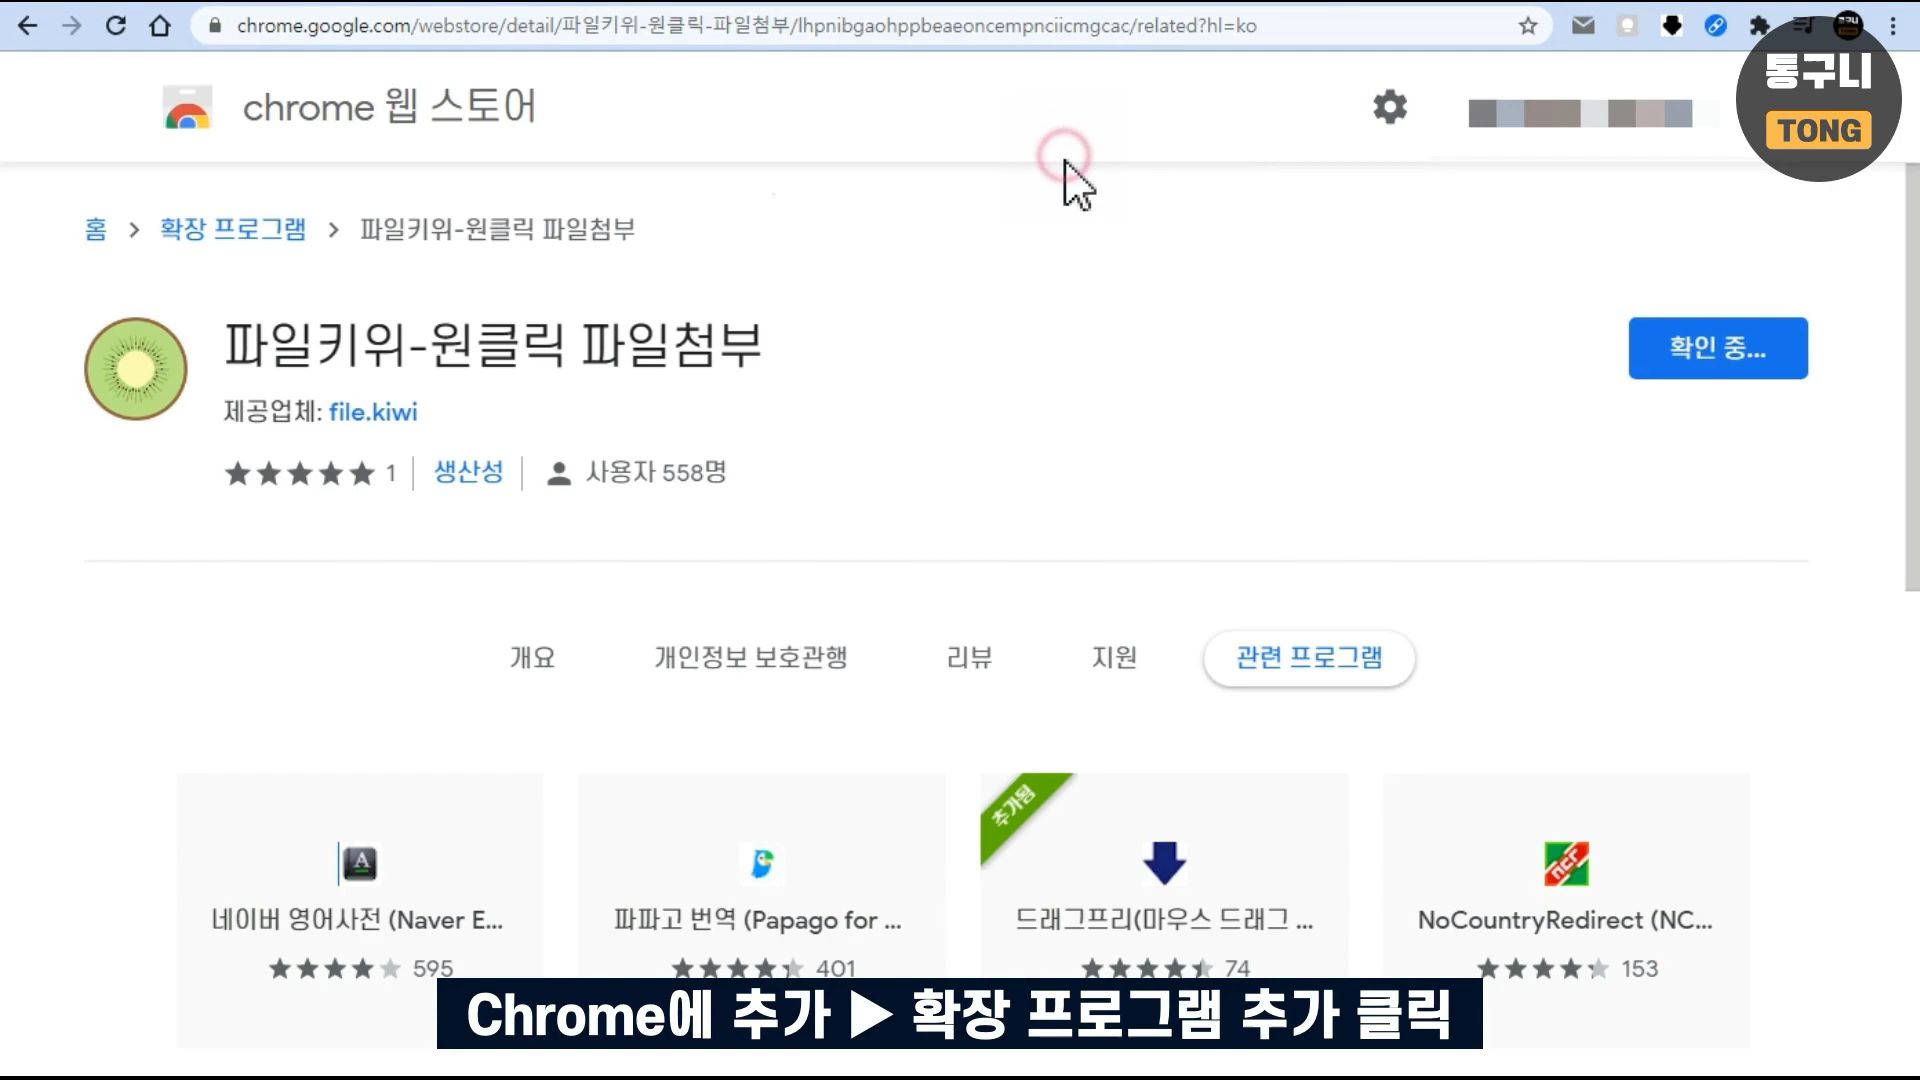 chrome.google.com/webstore/detail/파일키위-원클릭-파일첨부/lhpnibgaohppbeaeoncempnciicmgcac/related?hl=ko
통구니
TONG
chrome 웹 스토어
홈 > 확장 프로그램 > 파일키위-원클릭 파일첨부
파일키위-원클릭 파일첨부
확인 중...
제공업체: file.kiwi
★★★★★ 1 | 생산성 | 사용자 558명
개요 개인정보 보호관행 리뷰 지원 관련 프로그램
추가됨
네이버 영어사전 (Naver E... 파파고 번역 (Papago for ... 드래그프리(마우스 드래그 ... NoCountryRedirect (NC...
595 401 74 153
Chrome에 추가 ▶ 확장 프로그램 추가 클릭